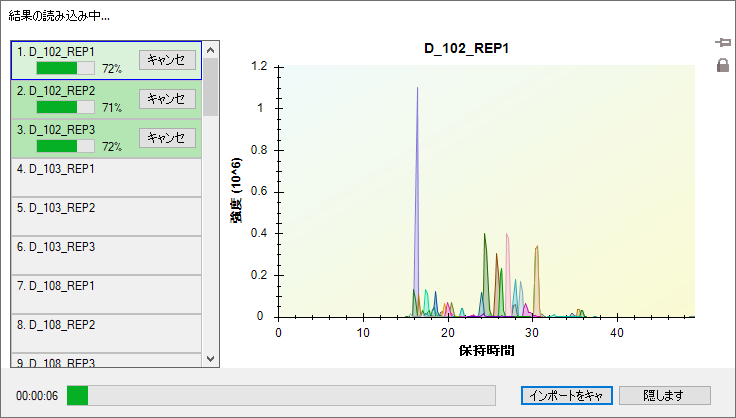 結果の読み込み中...
1. D_102_REP1
72%
キャンセ
2. D_102_REP2
71%
キャンセ
3. D_102_REP3
72%
キャンセ
4. D_103_REP1
5. D_103_REP2
6. D_103_REP3
7. D_108_REP1
8. D_108_REP2
9. D_108_REP3
D_102_REP1
強度 (10^6)
1.2
1
0.8
0.6
0.4
0.2
0
0 10 20 30 40
保持時間
00:00:06
インポートをキャ
隠します